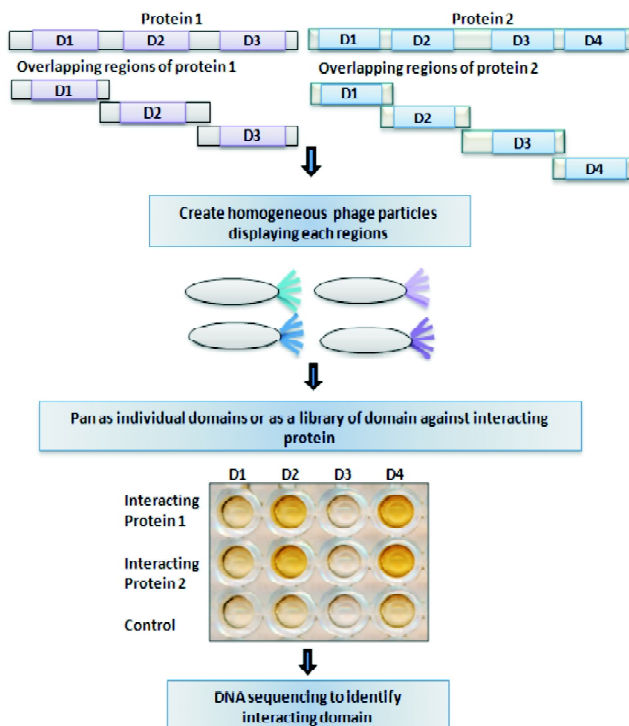 Protein 1
Protein 2
D1 D2 D3
D1 D2 D3 D4
Overlapping regions of protein 1
Overlapping regions of protein 2
D1
D2
D3
D1
D2
D3
D4
Create homogeneous phage particles
displaying each regions
Pan as individual domains or as a library of domain against interacting
protein
D1 D2 D3 D4
Interacting
Protein 1
Interacting
Protein 2
Control
DNA sequencing to identify
interacting domain